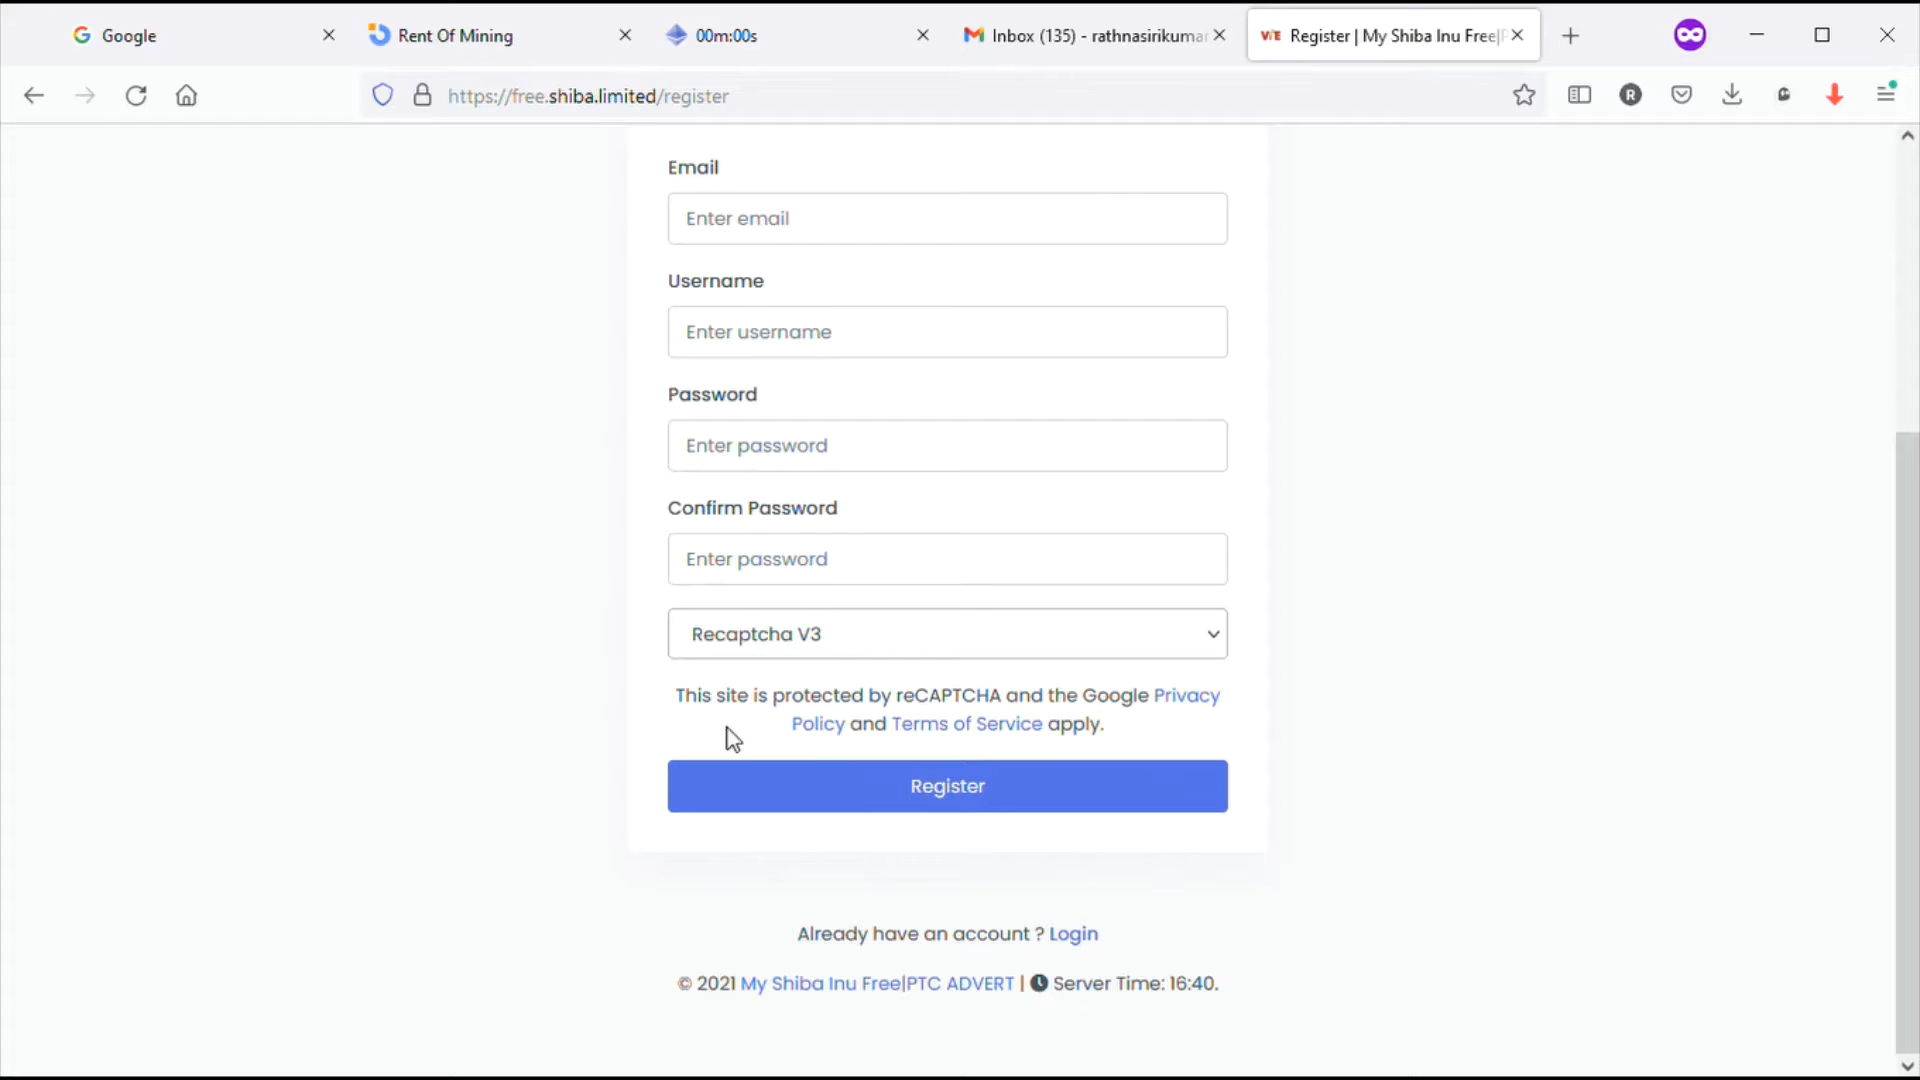 Google
Rent Of Mining
00m:00s
Inbox (135) - rathnasirikumar
Register | My Shiba Inu Free|P
https://free.shiba.limited/register
Email
Enter email
Username
Enter username
Password
Enter password
Confirm Password
Enter password
Recaptcha V3
This site is protected by reCAPTCHA and the Google Privacy
Policy and Terms of Service apply.
Register
Already have an account ? Login
© 2021 My Shiba Inu Free|PTC ADVERT | Server Time: 16:40.